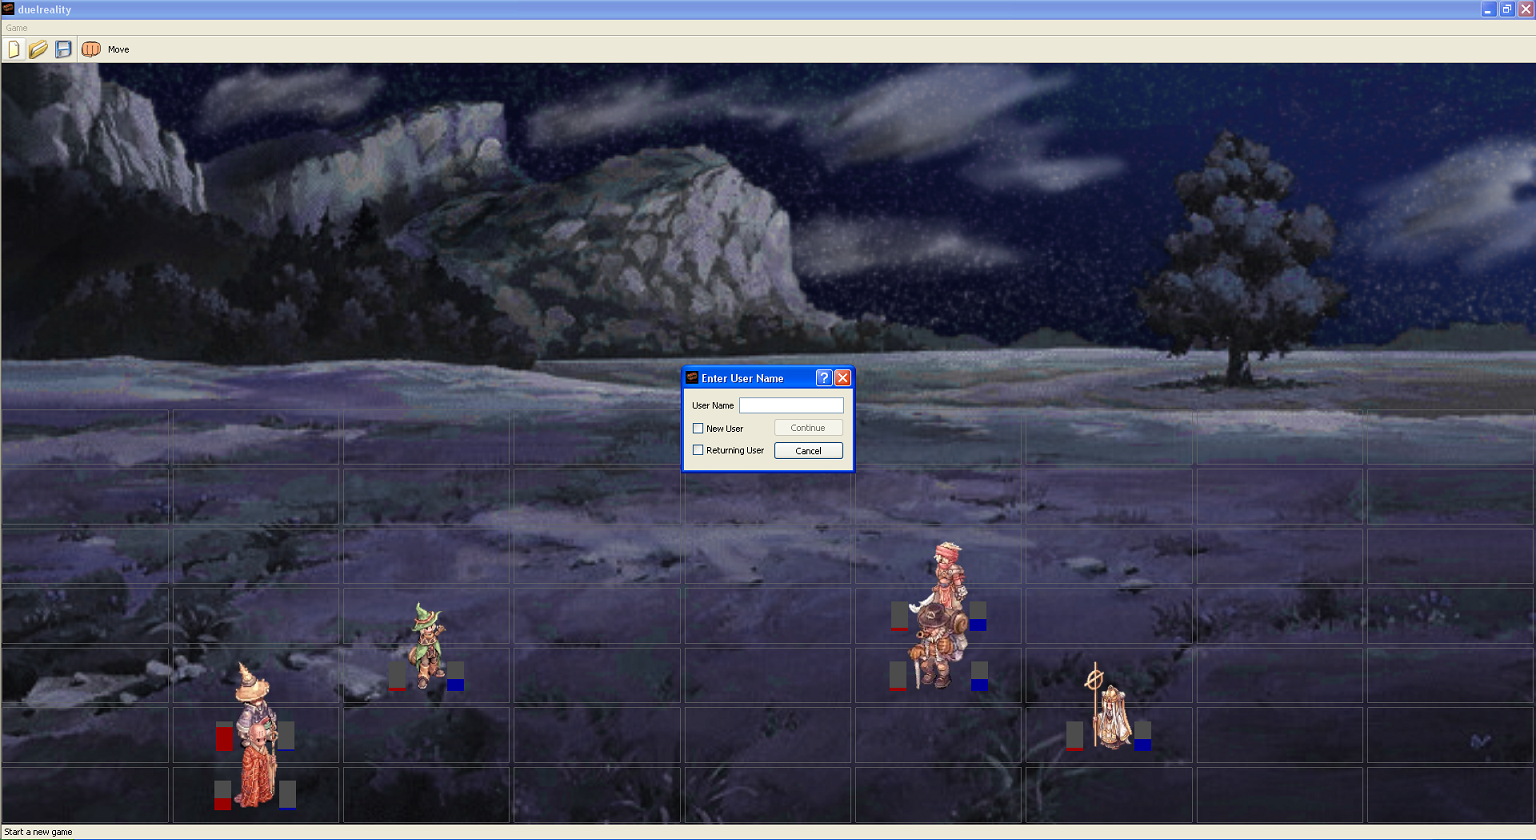 duelreality
Game
Move
Enter User Name
User Name
New User
Continue
Returning User
Cancel
Start a new game